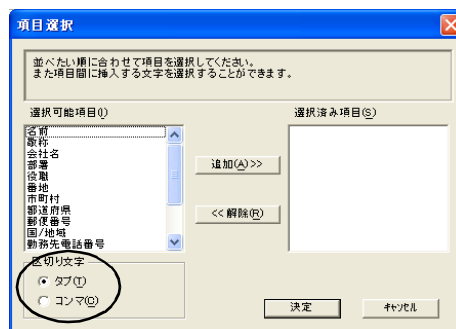 項目選択
並べたい順に合わせて項目を選択してください。
また項目間に挿入する文字を選択することができます。
選択可能項目(I)
名前
敬称
会社名
部署
役職
番地
市町村
都道府県
郵便番号
国/地域
勤務先電話番号
追加(A)>>
<<解除(R)
選択済み項目(S)
区切り文字
タブ(T)
コンマ(C)
決定
キャンセル